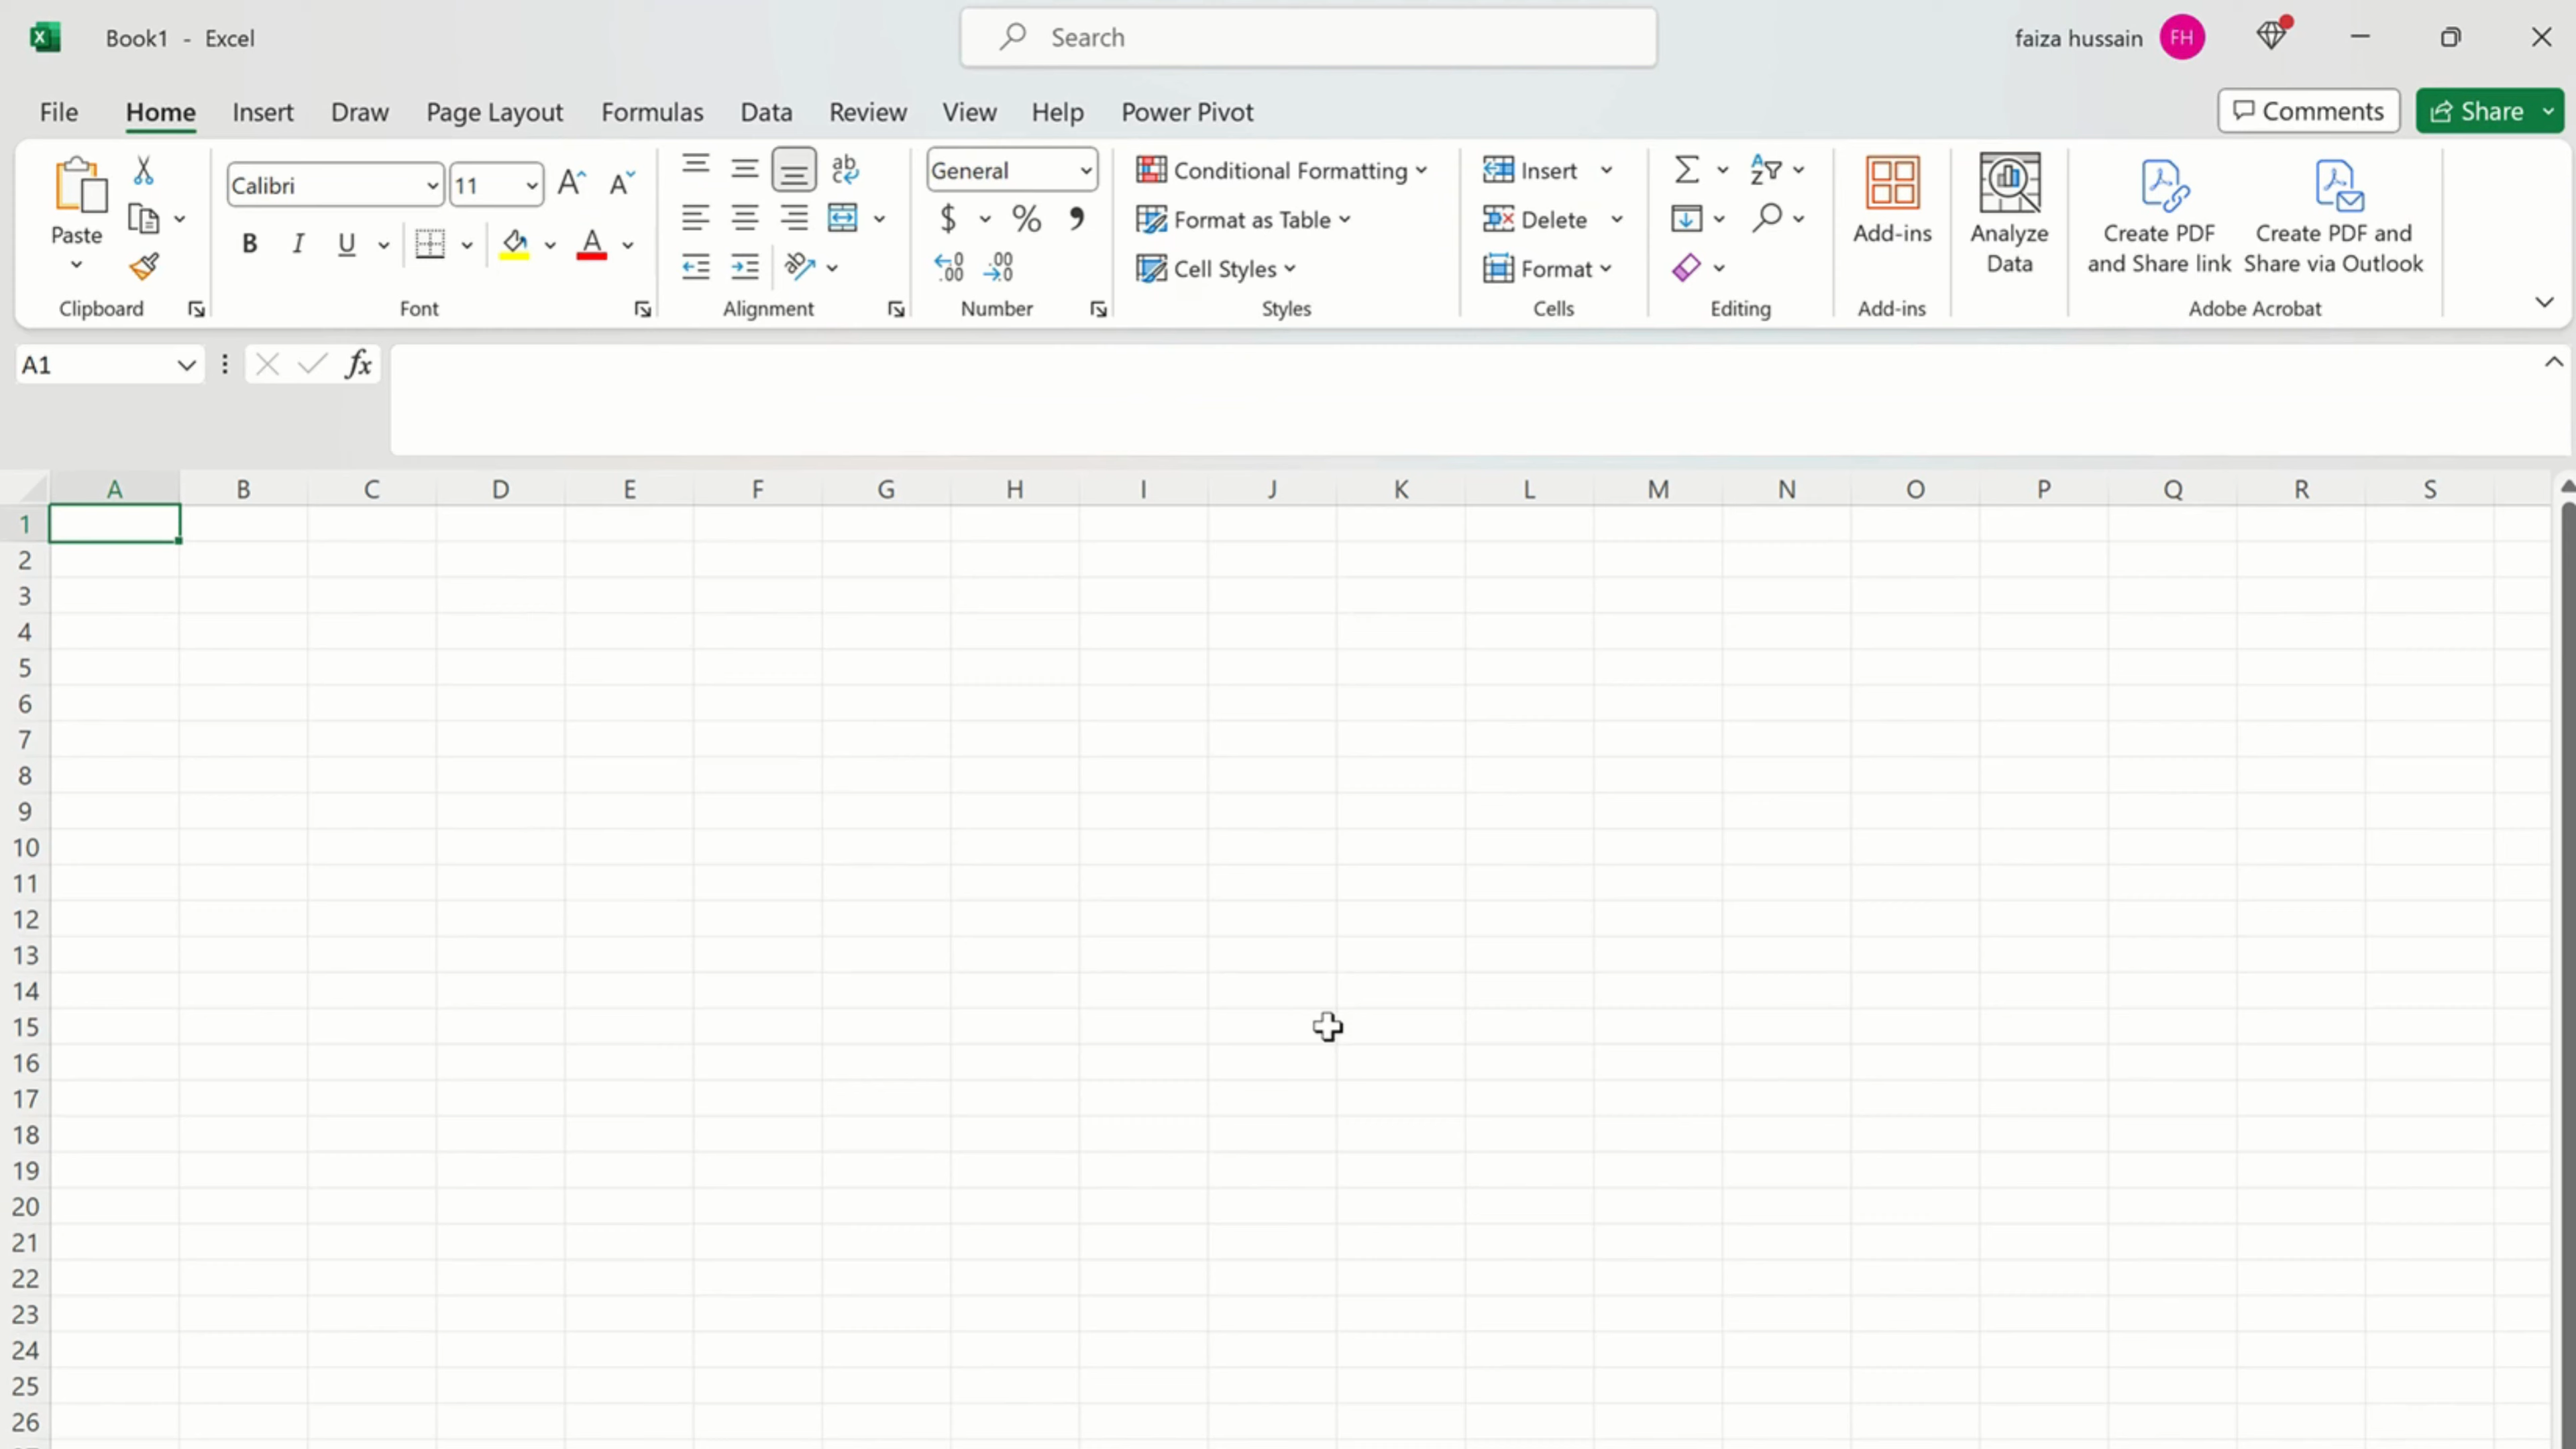 Book1 - Excel
Search
faiza hussain FH
File Home Insert Draw Page Layout Formulas Data Review View Help Power Pivot
Comments Share
Paste
Clipboard
Calibri 11 A A
B I U A
Font
ab
Alignment
General
$ % ,
.00 .00
Number
Conditional Formatting
Format as Table
Cell Styles
Styles
Insert
Delete
Format
Cells
Editing
Add-ins
Add-ins
Analyze
Data
Create PDF
and Share link
Create PDF and
Share via Outlook
Adobe Acrobat
A1 fx
A B C D E F G H I J K L M N O P Q R S
1
2
3
4
5
6
7
8
9
10
11
12
13
14
15
16
17
18
19
20
21
22
23
24
25
26